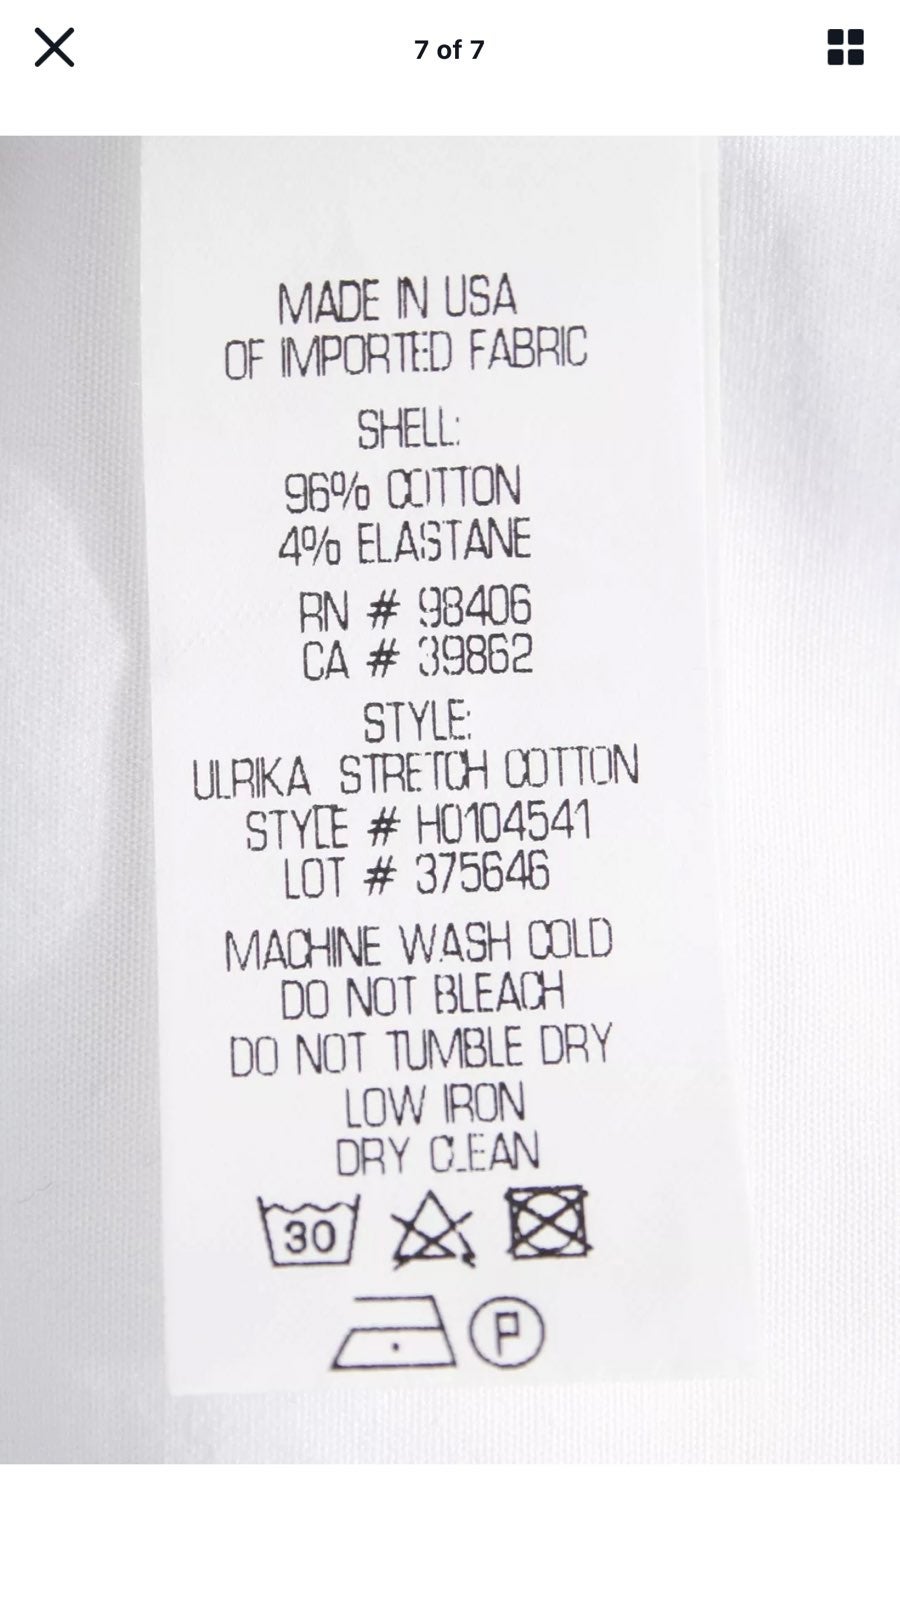 7 of 7
MADE IN USA
OF IMPORTED FABRIC
SHELL:
96% COTTON
4% ELASTANE
RN # 98406
CA # 39862
STYLE:
ULRIKA STRETCH COTTON
STYLE # H0104541
LOT # 375646
MACHINE WASH COLD
DO NOT BLEACH
DO NOT TUMBLE DRY
LOW IRON
DRY CLEAN
30
P